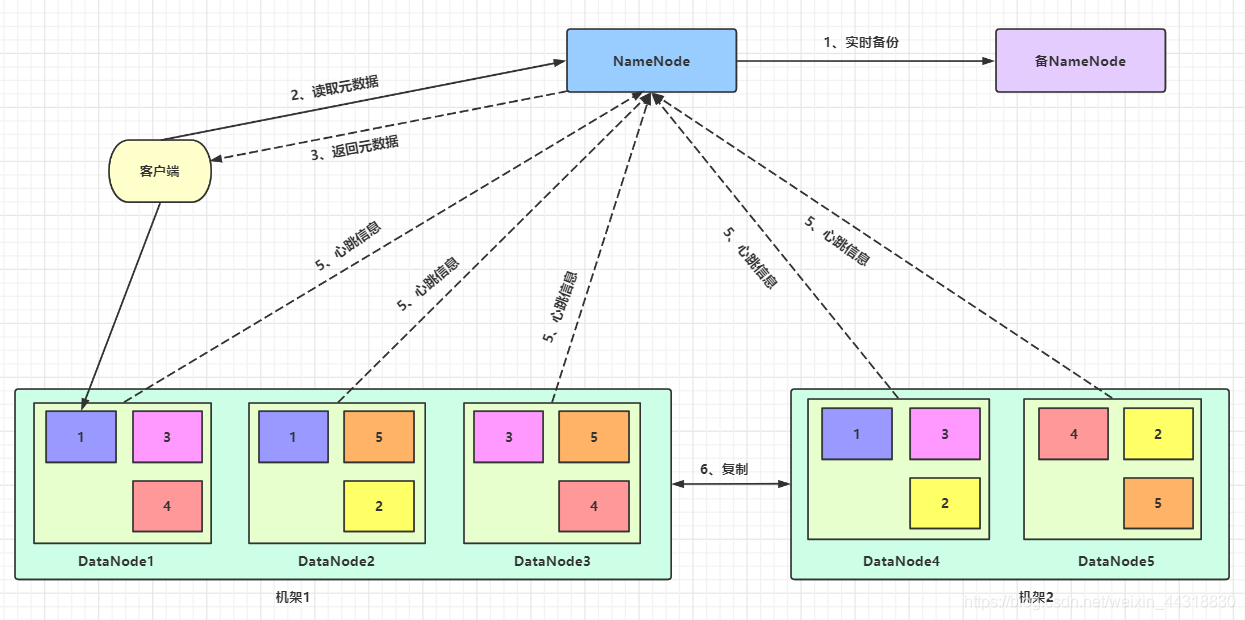 1、实时备份
NameNode
备NameNode
2、读取元数据
3、返回元数据
客户端
5、心跳信息
5、心跳信息
5、心跳信息
5、心跳信息
5、心跳信息
1
3
4
DataNode1
1
5
2
DataNode2
3
5
4
DataNode3
机架1
6、复制
1
3
2
DataNode4
4
2
5
DataNode5
机架2
https://blog.csdn.net/weixin_44318830